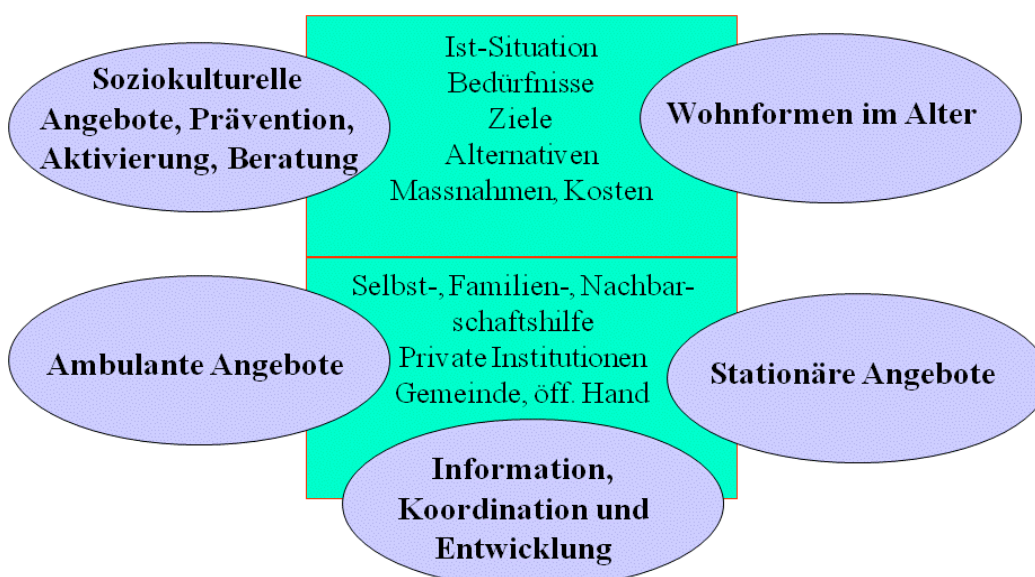 Soziokulturelle
Angebote, Prävention,
Aktivierung, Beratung
Ist-Situation
Bedürfnisse
Ziele
Alternativen
Massnahmen, Kosten
Wohnformen im Alter
Ambulante Angebote
Selbst-, Familien-, Nachbar-
schaftshilfe
Private Institutionen
Gemeinde, öff. Hand
Stationäre Angebote
Information,
Koordination und
Entwicklung